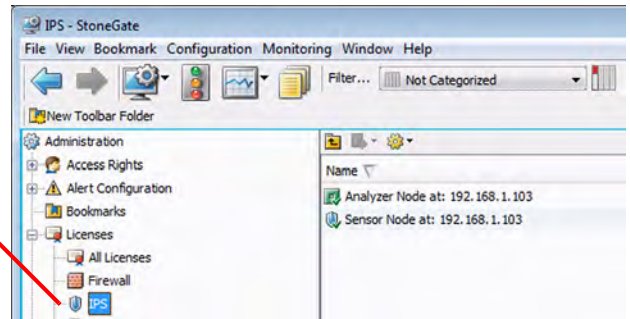 IPS - StoneGate
File View Bookmark Configuration Monitoring Window Help
Filter... Not Categorized
New Toolbar Folder
Administration
Access Rights
Alert Configuration
Bookmarks
Licenses
All Licenses
Firewall
IPS
Name
Analyzer Node at: 192.168.1.103
Sensor Node at: 192.168.1.103